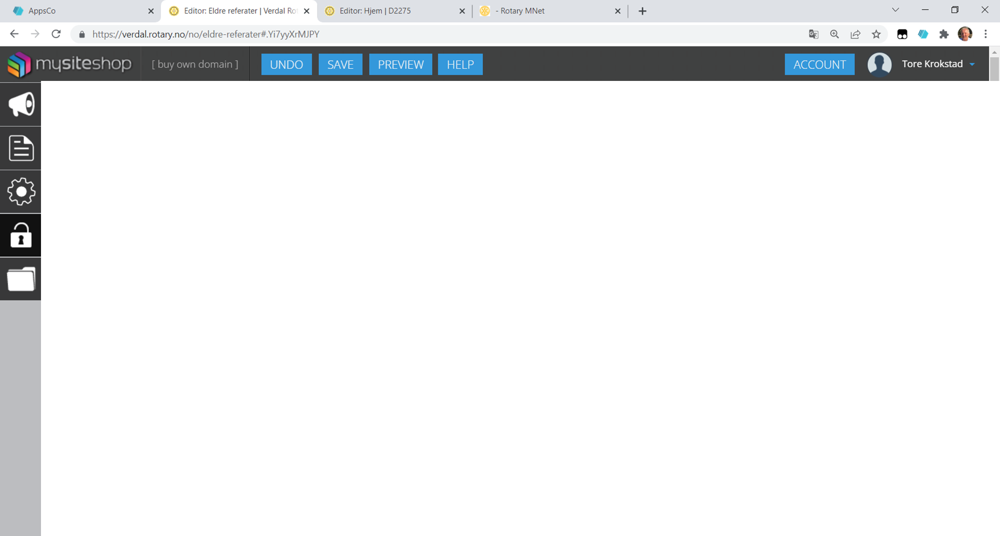 AppsCo
Editor: Eldre referater | Verdal Rot
Editor: Hjem | D2275
- Rotary MNet
https://verdal.rotary.no/no/eldre-referater#.Yi7yyXrMJPY
mysiteshop
[ buy own domain ]
UNDO
SAVE
PREVIEW
HELP
ACCOUNT
Tore Krokstad